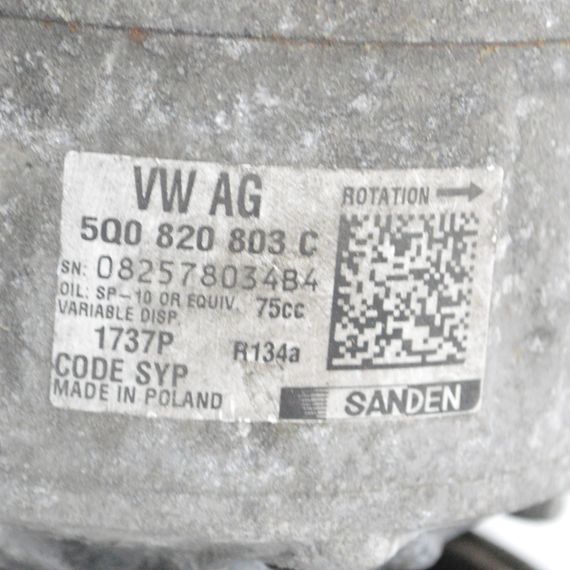 VW AG
ROTATION
5Q0 820 803 C
SN: 082578034B4
OIL: SP-10 OR EQUIV. 75cc
VARIABLE DISP.
1737P R134a
CODE SYP
MADE IN POLAND
SANDEN